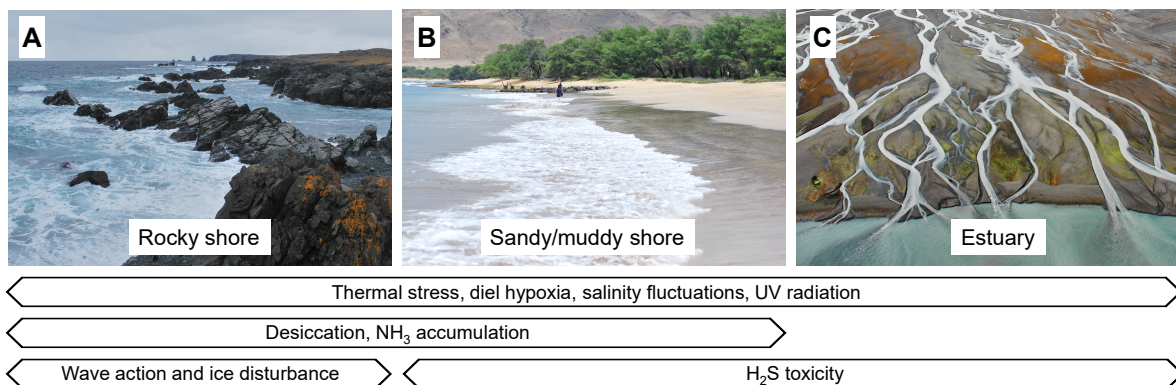 A
B
C
Rocky shore
Sandy/muddy shore
Estuary
Thermal stress, diel hypoxia, salinity fluctuations, UV radiation
Desiccation, NH₃ accumulation
Wave action and ice disturbance
H₂S toxicity